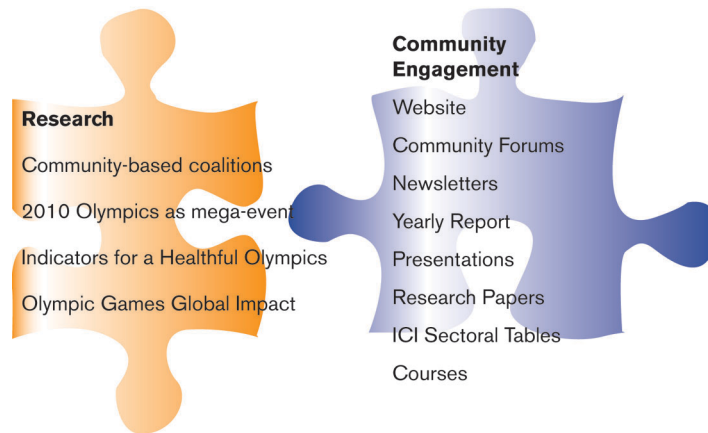 Research
Community-based coalitions
2010 Olympics as mega-event
Indicators for a Healthful Olympics
Olympic Games Global Impact
Community
Engagement
Website
Community Forums
Newsletters
Yearly Report
Presentations
Research Papers
ICI Sectoral Tables
Courses